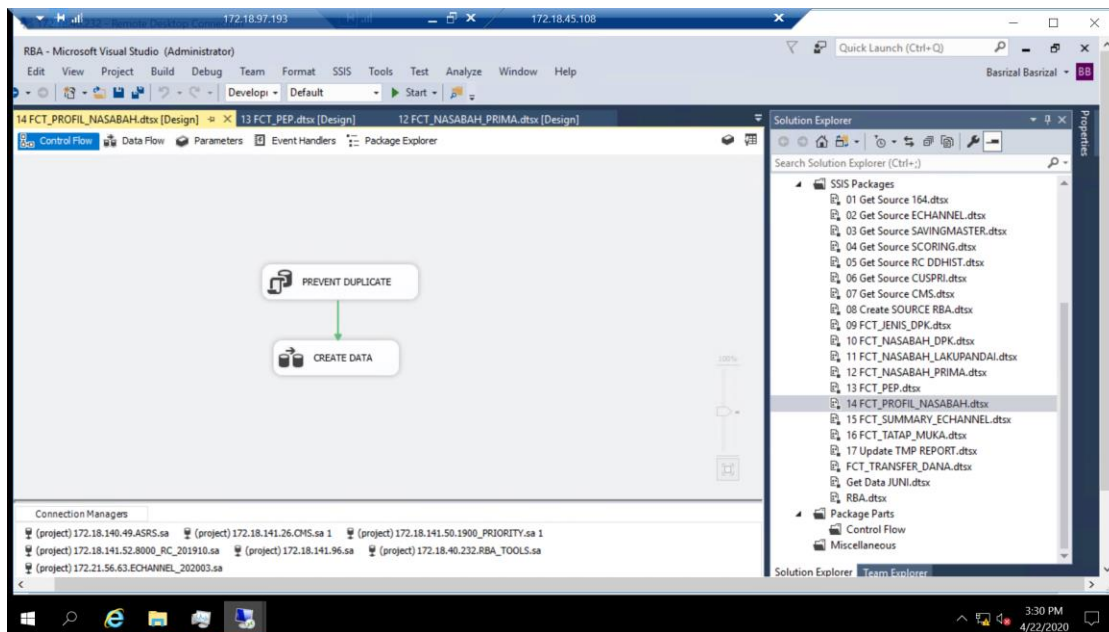 172.18.97.193
172.18.45.108
Remote Desktop
RBA - Microsoft Visual Studio (Administrator)
Quick Launch (Ctrl+Q)
Edit View Project Build Debug Team Format SSIS Tools Test Analyze Window Help
Basrizal Basrizal BB
Develop Default Start
14 FCT_PROFIL_NASABAH.dtsx [Design] 13 FCT_PEP.dtsx [Design] 12 FCT_NASABAH_PRIMA.dtsx [Design]
Control Flow Data Flow Parameters Event Handlers Package Explorer
PREVENT DUPLICATE
CREATE DATA
100%
Connection Managers
(project) 172.18.140.49.ASRS.sa (project) 172.18.141.26.CMS.sa 1 (project) 172.18.141.50.1900_PRIORITY.sa 1
(project) 172.18.141.52.8000_RC_201910.sa (project) 172.18.141.96.sa (project) 172.18.40.232.RBA_TOOLS.sa
(project) 172.21.56.63.ECHANNEL_202003.sa
Solution Explorer
Search Solution Explorer (Ctrl+;)
SSIS Packages
01 Get Source 164.dtsx
02 Get Source ECHANNEL.dtsx
03 Get Source SAVINGMASTER.dtsx
04 Get Source SCORING.dtsx
05 Get Source RC DDHIST.dtsx
06 Get Source CUSPRI.dtsx
07 Get Source CMS.dtsx
08 Create SOURCE RBA.dtsx
09 FCT_JENIS_DPK.dtsx
10 FCT_NASABAH_DPK.dtsx
11 FCT_NASABAH_LAKUPANDAI.dtsx
12 FCT_NASABAH_PRIMA.dtsx
13 FCT_PEP.dtsx
14 FCT_PROFIL_NASABAH.dtsx
15 FCT_SUMMARY_ECHANNEL.dtsx
16 FCT_TATAP_MUKA.dtsx
17 Update TMP REPORT.dtsx
FCT_TRANSFER_DANA.dtsx
Get Data JUNI.dtsx
RBA.dtsx
Package Parts
Control Flow
Miscellaneous
Solution Explorer Team Explorer
Properties
3:30 PM
4/22/2020